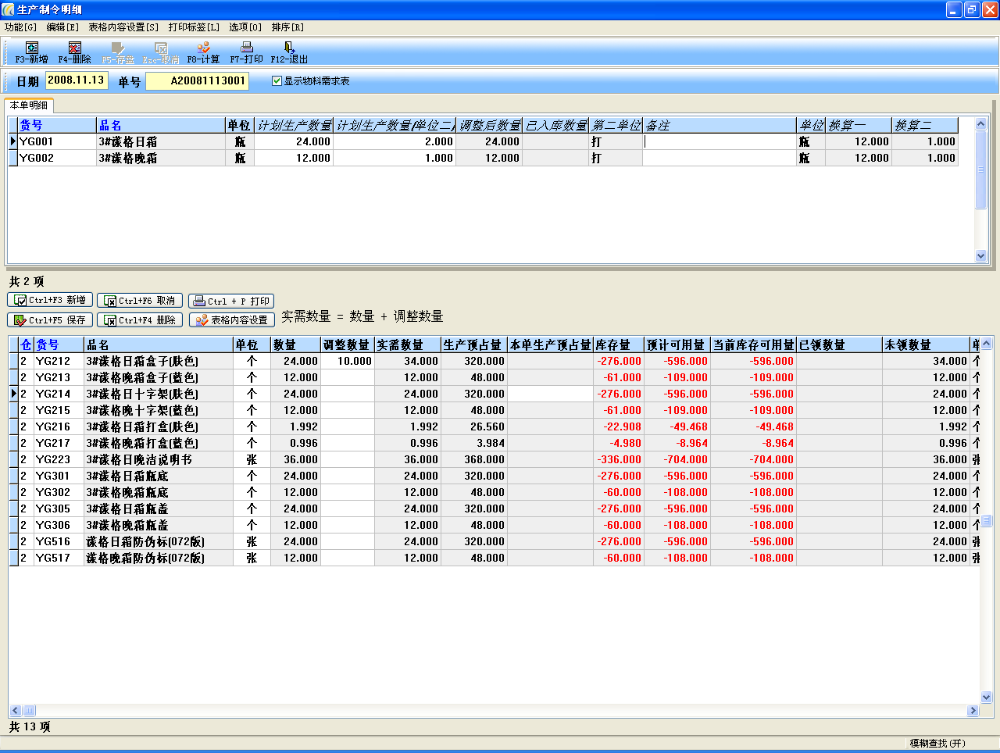 生产制令明细
功能[G] 编辑[E] 表格内容设置[S] 打印标签[L] 选项[O] 排序[R]
F3-新增 F4-删除 F5-存盘 Esc-取消 F8-计算 F7-打印 F12-退出
日期 2008.11.13 单号 A20081113001 显示物料需求表
本单明细
货号 品名 单位 计划生产数量 计划生产数量(单位二) 调整后数量 已入库数量 第二单位 备注 单位 换算一 换算二
YG001 3#漾格日霜 瓶 24.000 2.000 24.000 打 瓶 12.000 1.000
YG002 3#漾格晚霜 瓶 12.000 1.000 12.000 打 瓶 12.000 1.000
共 2 项
Ctrl+F3 新增 Ctrl+F6 取消 Ctrl + P 打印
Ctrl+F5 保存 Ctrl+F4 删除 表格内容设置 实需数量 = 数量 + 调整数量
仓 货号 品名 单位 数量 调整数量 实需数量 生产预占量 本单生产预占量 库存量 预计可用量 当前库存可用量 已领数量 未领数量 单
2 YG212 3#漾格日霜盒子(肤色) 个 24.000 10.000 34.000 320.000 -276.000 -596.000 -596.000 34.000 个
2 YG213 3#漾格晚霜盒子(蓝色) 个 12.000 12.000 48.000 -61.000 -109.000 -109.000 12.000 个
2 YG214 3#漾格日十字架(肤色) 个 24.000 24.000 320.000 -276.000 -596.000 -596.000 24.000 个
2 YG215 3#漾格晚十字架(蓝色) 个 12.000 12.000 48.000 -61.000 -109.000 -109.000 12.000 个
2 YG216 3#漾格日霜打盒(肤色) 个 1.992 1.992 26.560 -22.908 -49.468 -49.468 1.992 个
2 YG217 3#漾格晚霜打盒(蓝色) 个 0.996 0.996 3.984 -4.980 -8.964 -8.964 0.996 个
2 YG223 3#漾格日晚洁说明书 张 36.000 36.000 368.000 -336.000 -704.000 -704.000 36.000 张
2 YG301 3#漾格日霜瓶底 个 24.000 24.000 320.000 -276.000 -596.000 -596.000 24.000 个
2 YG302 3#漾格晚霜瓶底 个 12.000 12.000 48.000 -60.000 -108.000 -108.000 12.000 个
2 YG305 3#漾格日霜瓶盖 个 24.000 24.000 320.000 -276.000 -596.000 -596.000 24.000 个
2 YG306 3#漾格晚霜瓶盖 个 12.000 12.000 48.000 -60.000 -108.000 -108.000 12.000 个
2 YG516 漾格日霜防伪标(072版) 张 24.000 24.000 320.000 -276.000 -596.000 -596.000 24.000 张
2 YG517 漾格晚霜防伪标(072版) 张 12.000 12.000 48.000 -60.000 -108.000 -108.000 12.000 张
共 13 项
模糊查找(开)